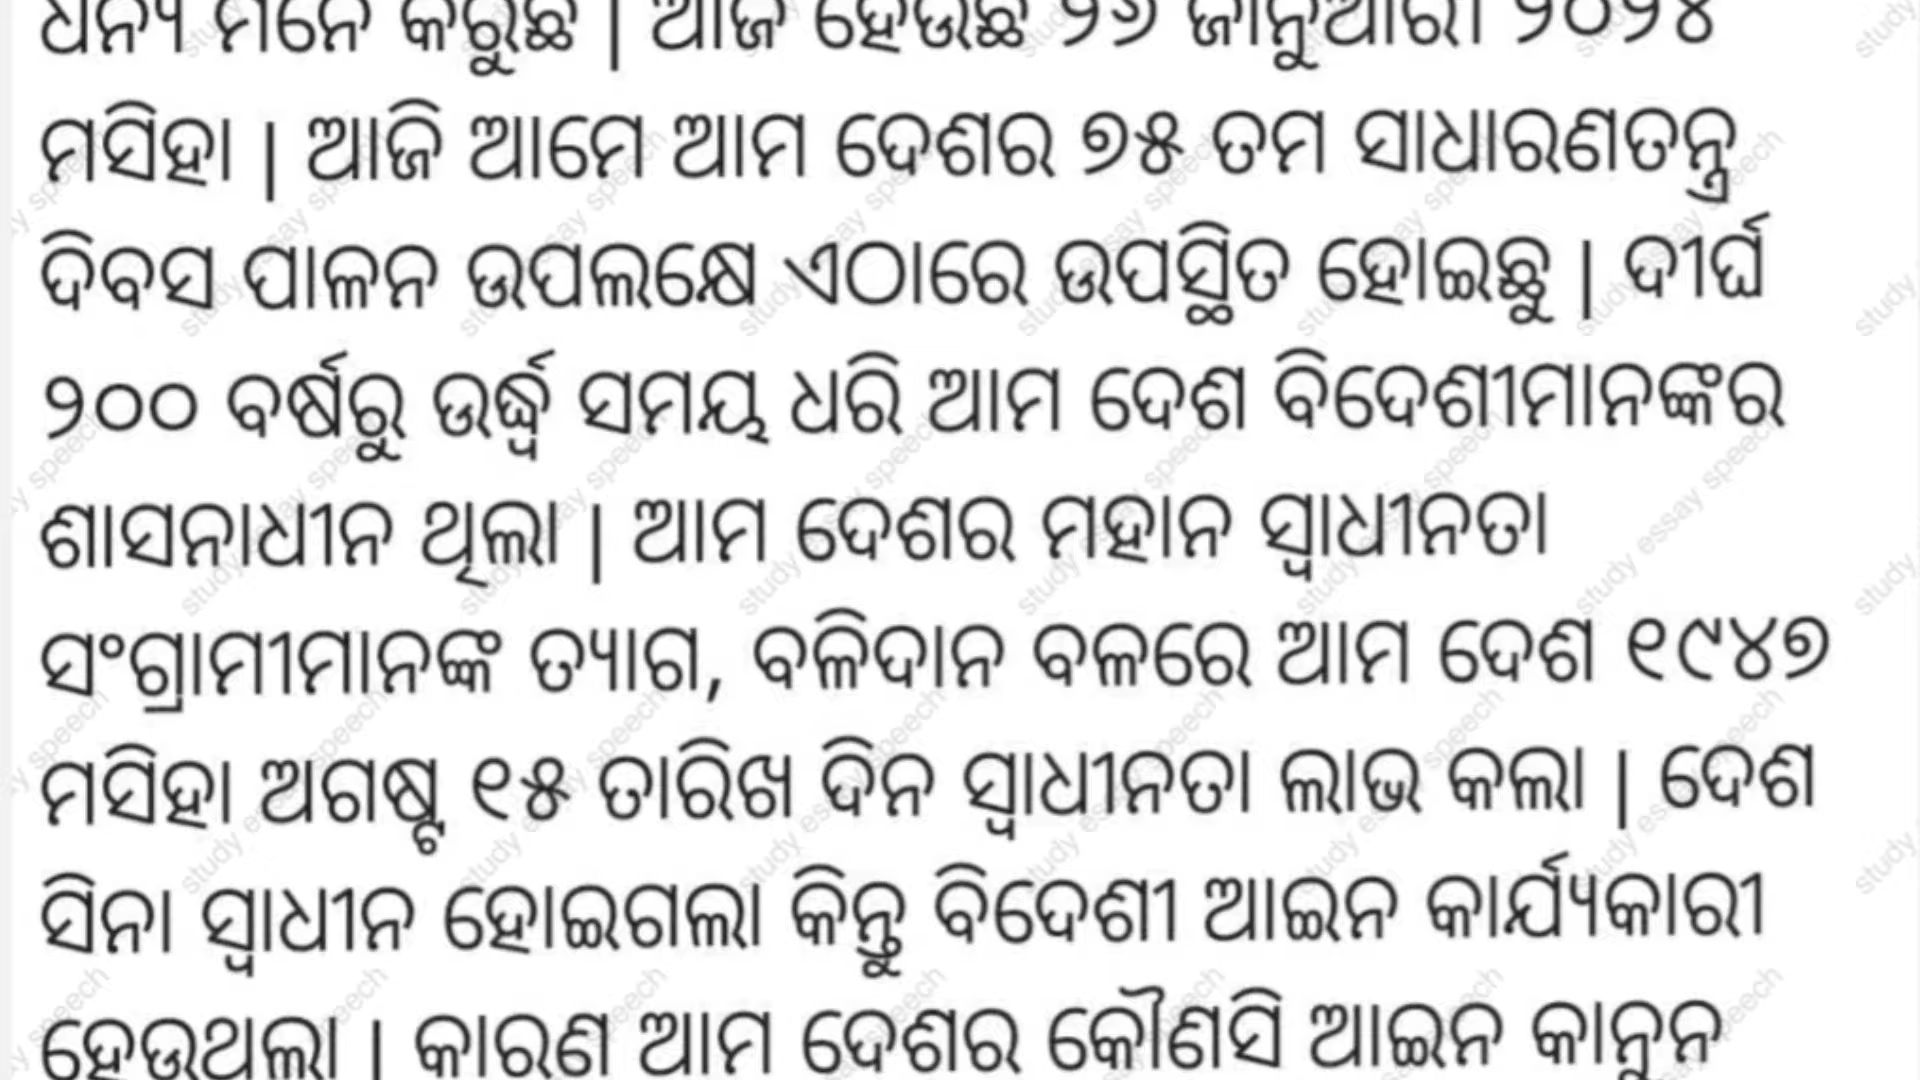 ଧନ୍ୟ ମନେ କରୁଛି | ଆଜି ହେଉଛି ୨୬ ଜାନୁଆରୀ ୨୦୨୪
ମସିହା | ଆଜି ଆମେ ଆମ ଦେଶର ୭୫ ତମ ସାଧାରଣତନ୍ତ୍ର
ଦିବସ ପାଳନ ଉପଲକ୍ଷେ ଏଠାରେ ଉପସ୍ଥିତ ହୋଇଛୁ | ଦୀର୍ଘ
୨୦୦ ବର୍ଷରୁ ଉର୍ଦ୍ଧ୍ୱ ସମୟ ଧରି ଆମ ଦେଶ ବିଦେଶୀମାନଙ୍କର
ଶାସନାଧୀନ ଥିଲା | ଆମ ଦେଶର ମହାନ ସ୍ୱାଧୀନତା
ସଂଗ୍ରାମୀମାନଙ୍କ ତ୍ୟାଗ, ବଳିଦାନ ବଳରେ ଆମ ଦେଶ ୧୯୪୭
ମସିହା ଅଗଷ୍ଟ ୧୫ ତାରିଖ ଦିନ ସ୍ୱାଧୀନତା ଲାଭ କଲା | ଦେଶ
ସିନା ସ୍ୱାଧୀନ ହୋଇଗଲା କିନ୍ତୁ ବିଦେଶୀ ଆଇନ କାର୍ଯ୍ୟକାରୀ
ହେଉଥିଲା | କାରଣ ଆମ ଦେଶର କୌଣସି ଆଇନ କାନୁନ